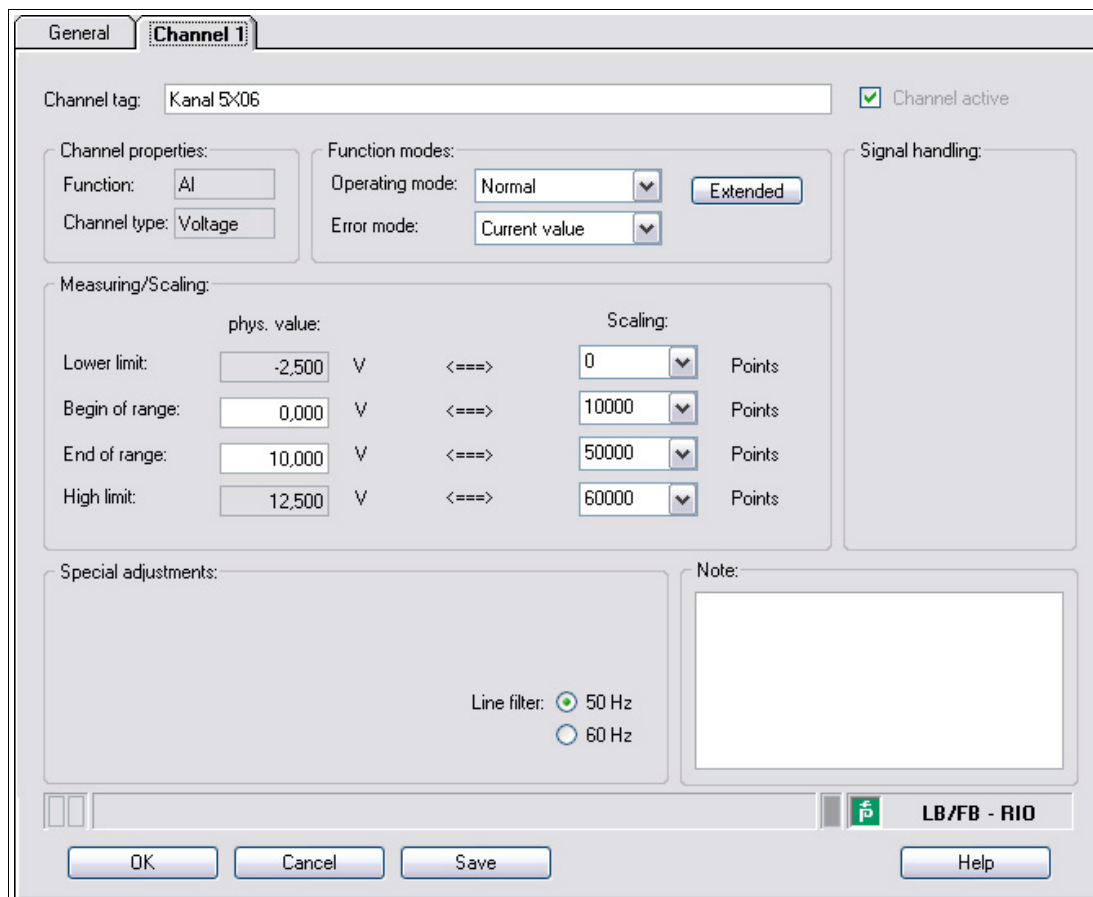 General
Channel 1
Channel tag: Kanal 5X06
Channel active
Channel properties:
Function: AI
Channel type: Voltage
Function modes:
Operating mode: Normal
Extended
Error mode: Current value
Signal handling:
Measuring/Scaling:
phys. value: Scaling:
Lower limit: -2,500 V <===> 0 Points
Begin of range: 0,000 V <===> 10000 Points
End of range: 10,000 V <===> 50000 Points
High limit: 12,500 V <===> 60000 Points
Special adjustments:
Line filter: 50 Hz
60 Hz
Note:
LB/FB - RIO
OK Cancel Save Help